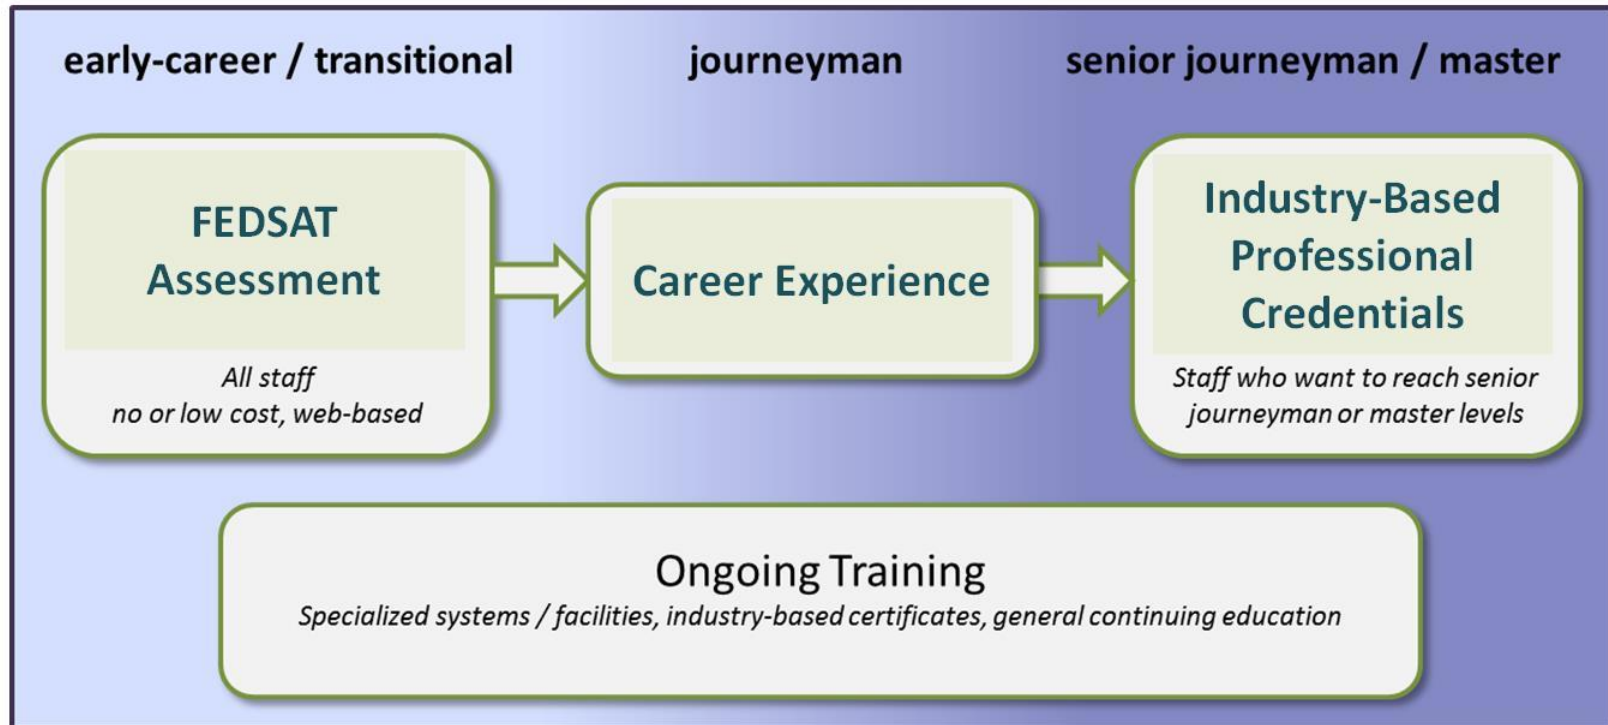 early-career / transitional
journeyman
senior journeyman / master
FEDSAT
Assessment
All staff
no or low cost, web-based
Career Experience
Industry-Based
Professional
Credentials
Staff who want to reach senior
journeyman or master levels
Ongoing Training
Specialized systems / facilities, industry-based certificates, general continuing education